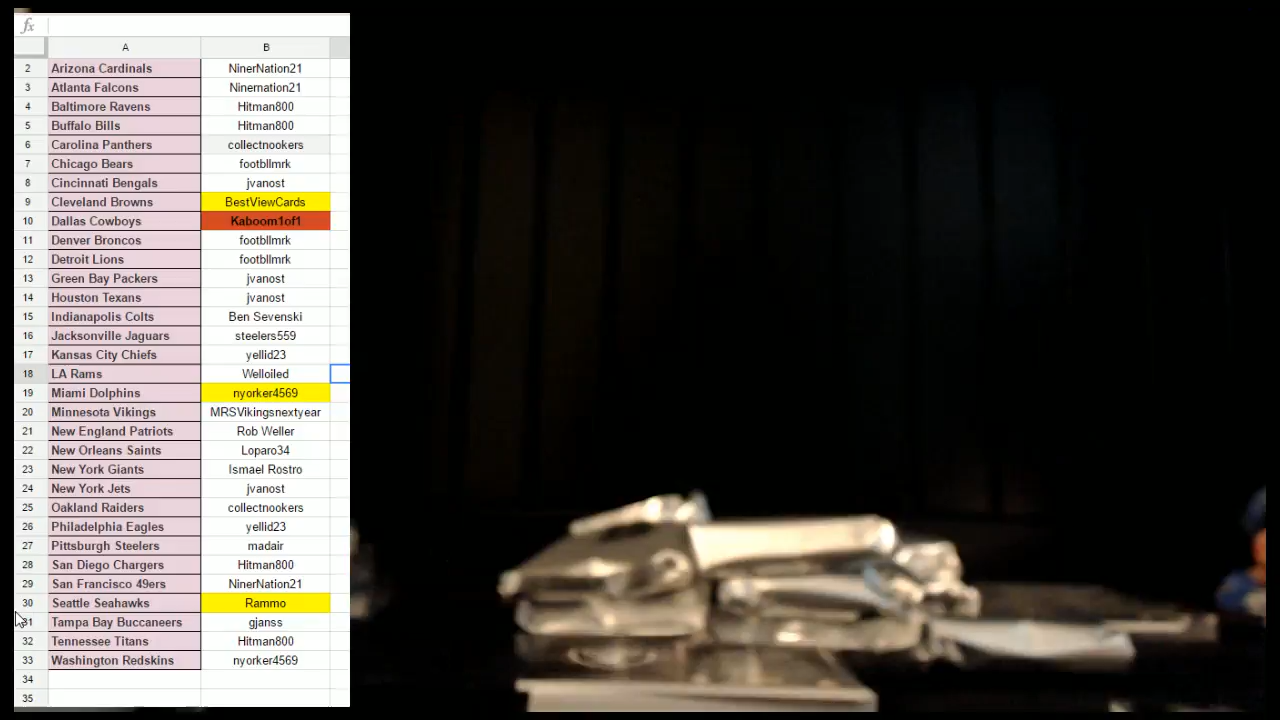 fx
A B
2 Arizona Cardinals NinerNation21
3 Atlanta Falcons Ninernation21
4 Baltimore Ravens Hitman800
5 Buffalo Bills Hitman800
6 Carolina Panthers collectnookers
7 Chicago Bears footbllmrk
8 Cincinnati Bengals jvanost
9 Cleveland Browns BestViewCards
10 Dallas Cowboys Kaboom1of1
11 Denver Broncos footbllmrk
12 Detroit Lions footbllmrk
13 Green Bay Packers jvanost
14 Houston Texans jvanost
15 Indianapolis Colts Ben Sevenski
16 Jacksonville Jaguars steelers559
17 Kansas City Chiefs yellid23
18 LA Rams Welloiled
19 Miami Dolphins nyorker4569
20 Minnesota Vikings MRSVikingsnextyear
21 New England Patriots Rob Weller
22 New Orleans Saints Loparo34
23 New York Giants Ismael Rostro
24 New York Jets jvanost
25 Oakland Raiders collectnookers
26 Philadelphia Eagles yellid23
27 Pittsburgh Steelers madair
28 San Diego Chargers Hitman800
29 San Francisco 49ers NinerNation21
30 Seattle Seahawks Rammo
31 Tampa Bay Buccaneers gjanss
32 Tennessee Titans Hitman800
33 Washington Redskins nyorker4569
34
35